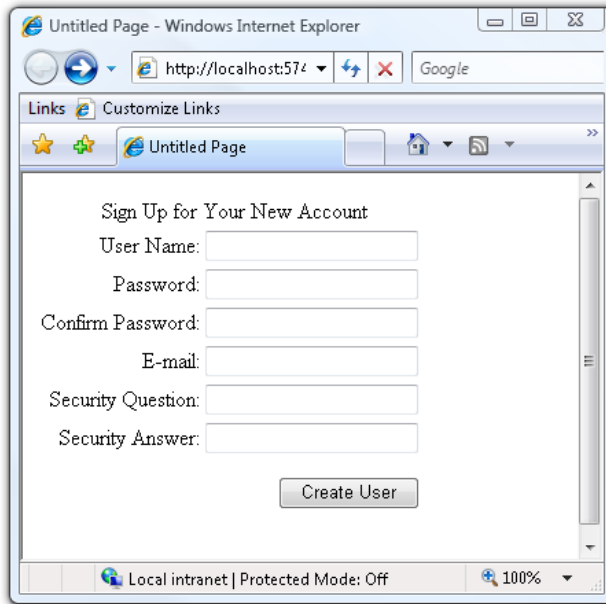 Untitled Page - Windows Internet Explorer
http://localhost:574
Google
Links Customize Links
Untitled Page
Sign Up for Your New Account
User Name:
Password:
Confirm Password:
E-mail:
Security Question:
Security Answer:
Create User
Local intranet | Protected Mode: Off 100%